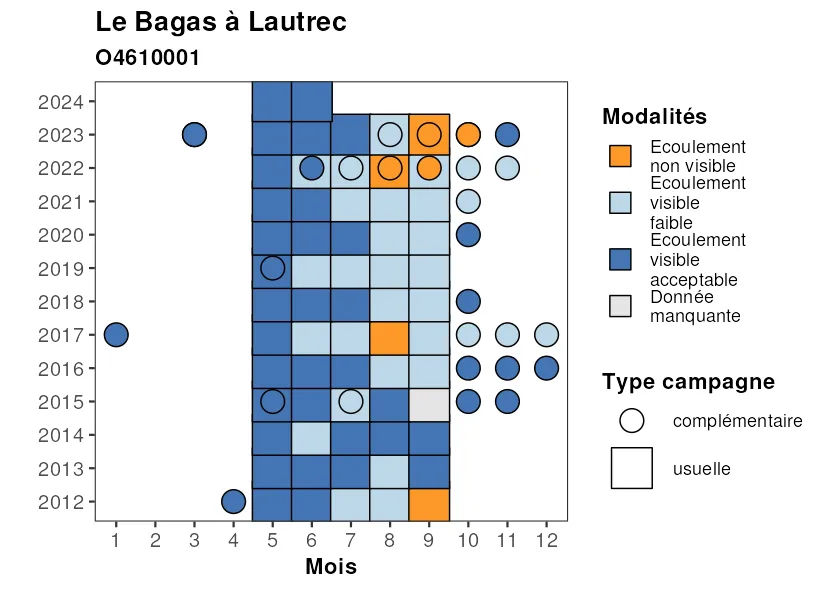 Le Bagas à Lautrec
O4610001
2024
2023
2022
2021
2020
2019
2018
2017
2016
2015
2014
2013
2012
1 2 3 4 5 6 7 8 9 10 11 12
Mois
Modalités
Ecoulement
non visible
Ecoulement
visible
faible
Ecoulement
visible
acceptable
Donnée
manquante
Type campagne
complémentaire
usuelle